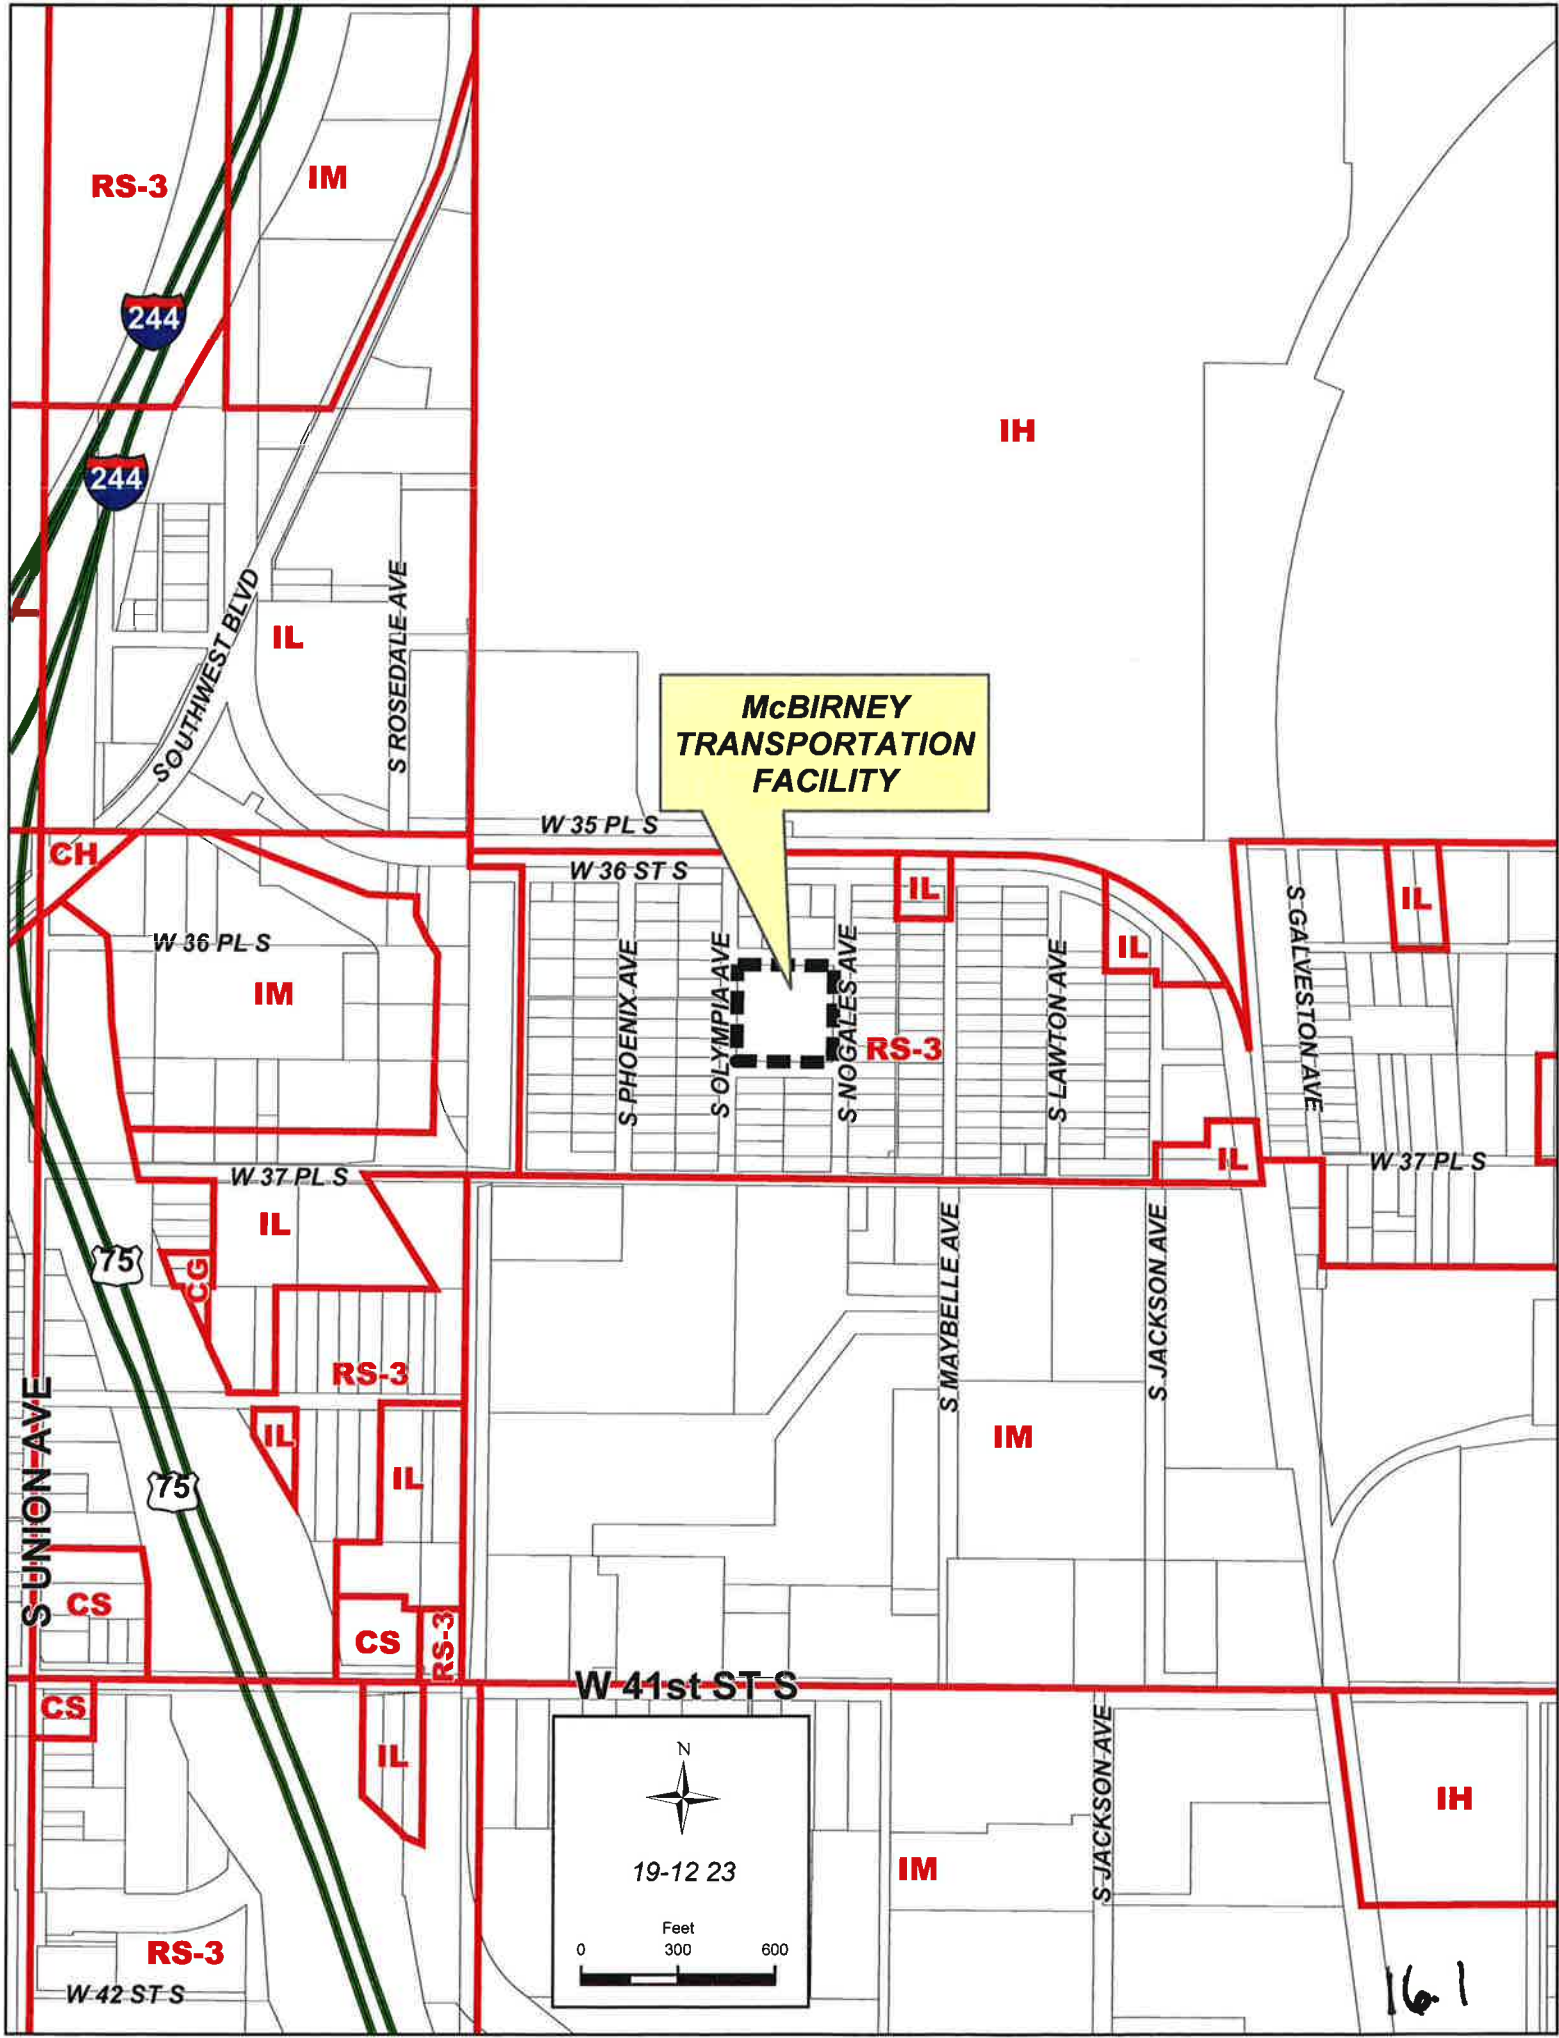 RS-3
IM
244
IH
244
SOUTHWEST BLVD
IL
S ROSEDALE AVE
McBIRNEY
TRANSPORTATION
FACILITY
W 35 PL S
CH
W 36 ST S
IL
IL
S GALVESTON AVE
W 36 PL S
IM
S PHOENIX AVE
S OLYMPIA AVE
S NOGALES AVE
RS-3
S LAWTON AVE
IL
IL
W 37 PL S
W 37 PL S
IL
CG
75
S MAYBELLE AVE
S JACKSON AVE
RS-3
S UNION AVE
IL
IL
IM
75
CS
CS
RS-3
W 41st ST S
CS
IL
S JACKSON AVE
N
19-12 23
Feet
0 300 600
IM
IH
RS-3
W 42 ST S
16.1